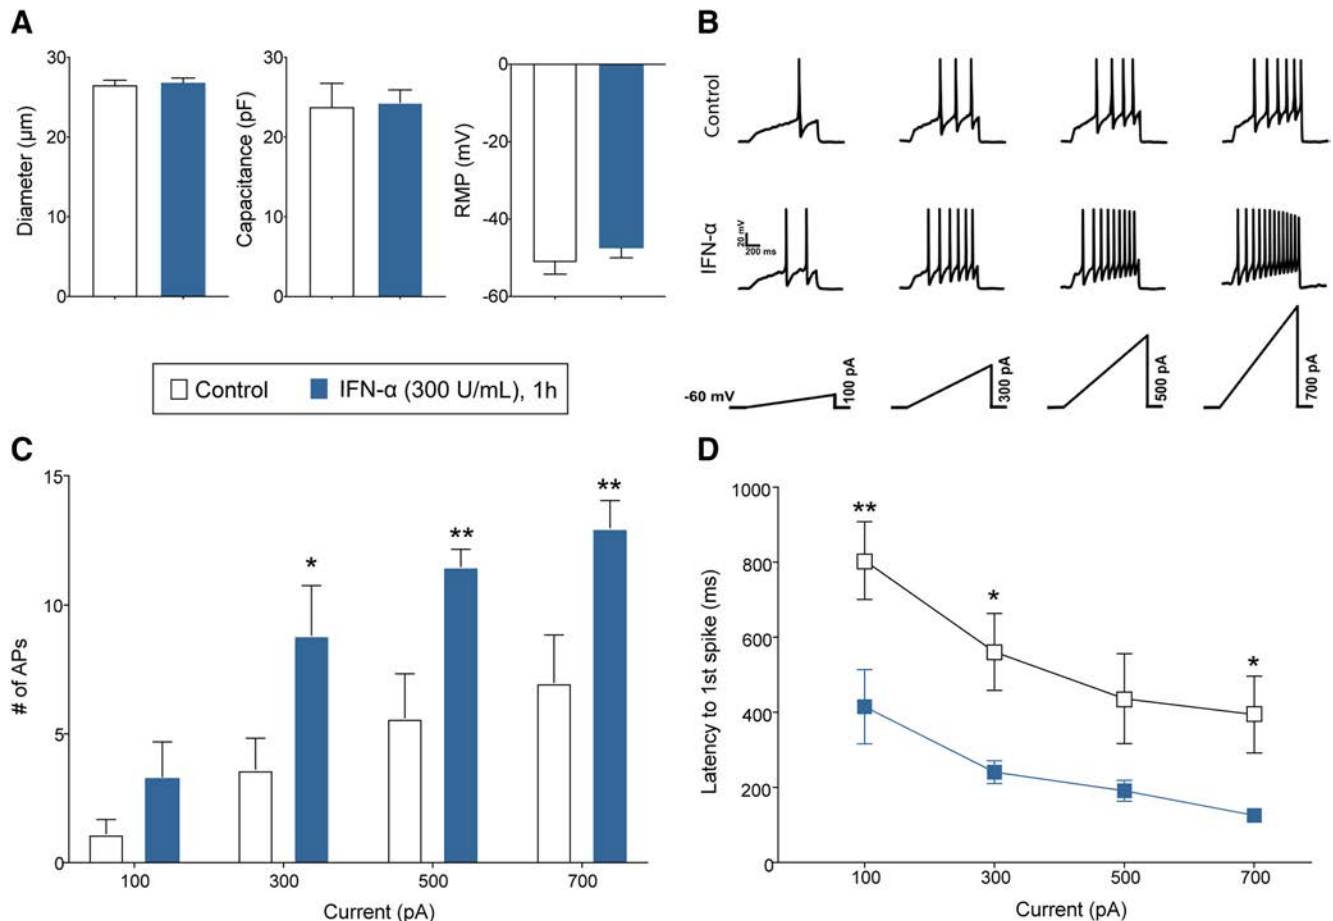 A
Diameter (µm)
30
20
10
0
Capacitance (pF)
30
20
10
0
RMP (mV)
0
-20
-40
-60
Control
IFN-α (300 U/mL), 1h
B
Control
IFN-α
20 mV
200 ms
-60 mV
100 pA
300 pA
500 pA
700 pA
C
# of APs
15
10
5
0
*
**
**
100 300 500 700
Current (pA)
D
Latency to 1st spike (ms)
1000
800
600
400
200
0
**
*
*
100 300 500 700
Current (pA)